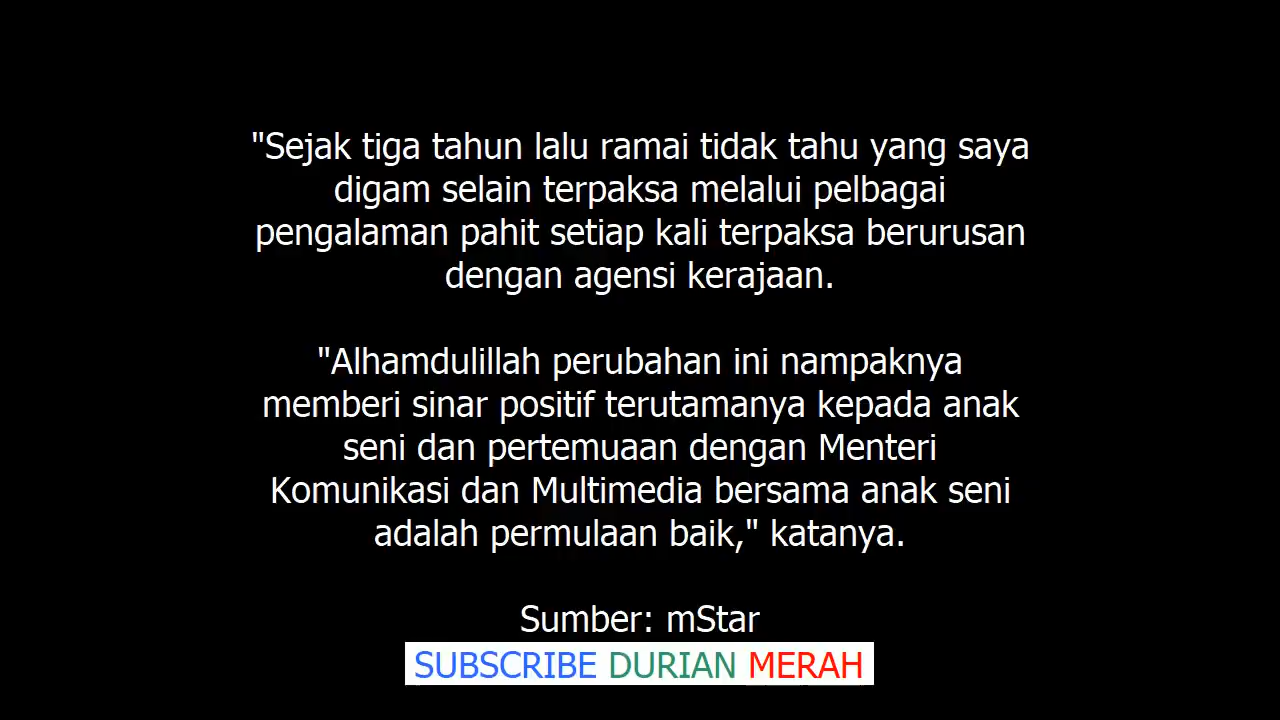 "Sejak tiga tahun lalu ramai tidak tahu yang saya
digam selain terpaksa melalui pelbagai
pengalaman pahit setiap kali terpaksa berurusan
dengan agensi kerajaan.
"Alhamdulillah perubahan ini nampaknya
memberi sinar positif terutamanya kepada anak
seni dan pertemuaan dengan Menteri
Komunikasi dan Multimedia bersama anak seni
adalah permulaan baik," katanya.
Sumber: mStar
SUBSCRIBE DURIAN MERAH